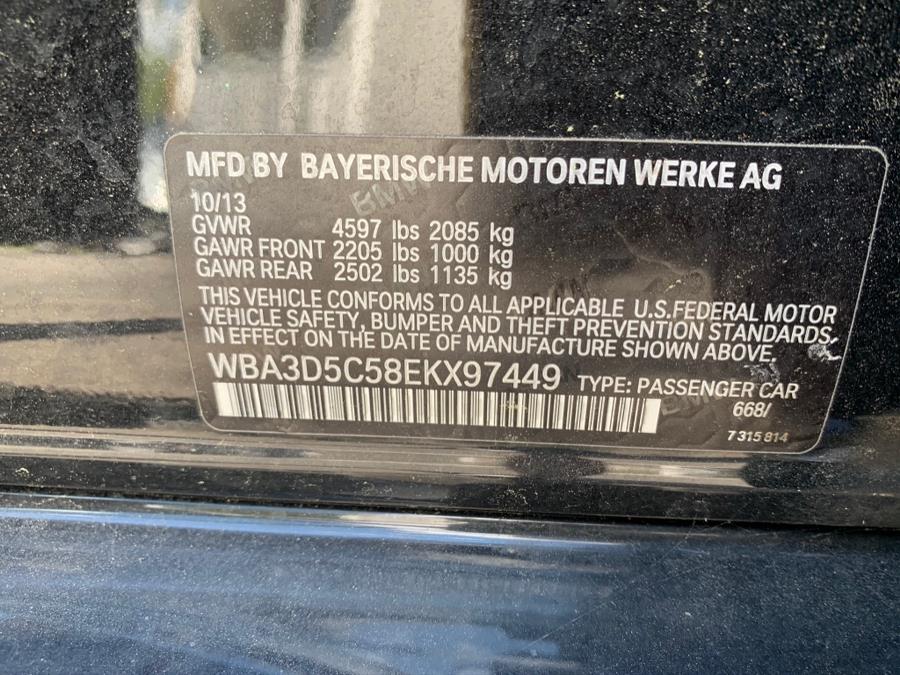 MFD BY BAYERISCHE MOTOREN WERKE AG
10/13
GVWR 4597 lbs 2085 kg
GAWR FRONT 2205 lbs 1000 kg
GAWR REAR 2502 lbs 1135 kg
THIS VEHICLE CONFORMS TO ALL APPLICABLE U.S.FEDERAL MOTOR
VEHICLE SAFETY, BUMPER AND THEFT PREVENTION STANDARDS
IN EFFECT ON THE DATE OF MANUFACTURE SHOWN ABOVE.
WBA3D5C58EKX97449 TYPE: PASSENGER CAR
668/
7 315 814
BMW